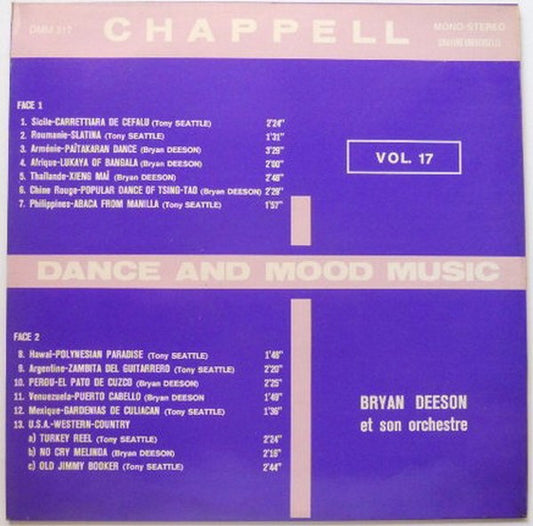 DMM 317
CHAPPELL
MONO-STEREO
GRAVURE UNIVERSELLE
FACE 1
1. Sicile-CARRETTIARA DE CEFALU (Tony SEATTLE) 2'24"
2. Roumanie-SLATINA (Tony SEATTLE) 1'31"
3. Arménie-PAÏTAKARAN DANCE (Bryan DEESON) 3'29"
4. Afrique-LUKAYA OF BANGALA (Bryan DEESON) 2'00"
5. Thaïlande-XIENG MAÏ (Bryan DEESON) 2'48"
6. Chine Rouge-POPULAR DANCE OF TSING-TAO (Bryan DEESON) 2'29"
7. Philippines-ABACA FROM MANILLA (Tony SEATTLE) 1'57"
VOL. 17
DANCE AND MOOD MUSIC
FACE 2
8. Hawaï-POLYNESIAN PARADISE (Tony SEATTLE) 1'48"
9. Argentine-ZAMBITA DEL GUITARRERO (Tony SEATTLE) 2'20"
10. PEROU-EL PATO DE CUZCO (Bryan DEESON) 2'25"
11. Venuezuela-PUERTO CABELLO (Bryan DEESON 1'49"
12. Mexique-GARDENIAS DE CULIACAN (Tony SEATTLE) 1'36"
13. U.S.A.-WESTERN-COUNTRY
a) TURKEY REEL (Tony SEATTLE) 2'24"
b) NO CRY MELINDA (Bryan DEESON) 2'16"
c) OLD JIMMY BOOKER (Tony SEATTLE) 2'44"
BRYAN DEESON
et son orchestre